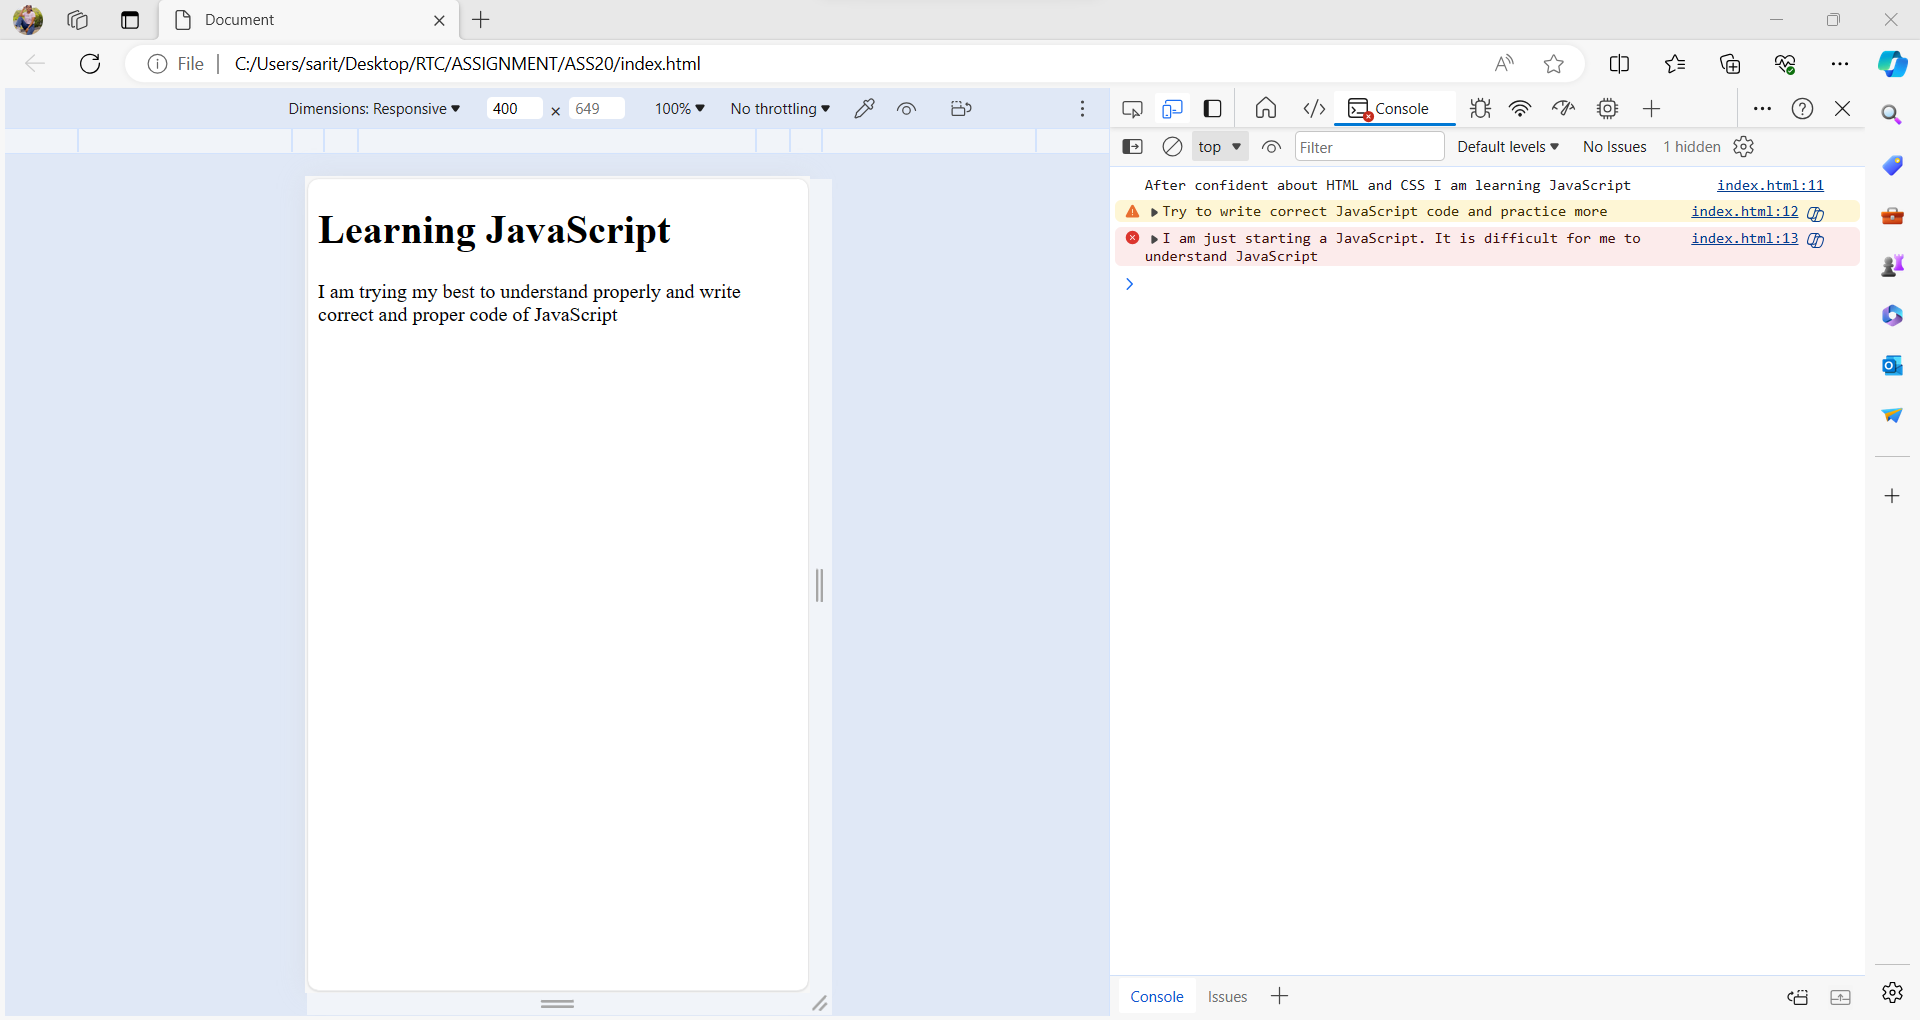 Document
File
C:/Users/sarit/Desktop/RTC/ASSIGNMENT/ASS20/index.html
Dimensions: Responsive 400 × 649 100% No throttling
Console
top Filter Default levels No Issues 1 hidden
After confident about HTML and CSS I am learning JavaScript index.html:11
Try to write correct JavaScript code and practice more index.html:12
I am just starting a JavaScript. It is difficult for me to index.html:13
understand JavaScript
Learning JavaScript
I am trying my best to understand properly and write
correct and proper code of JavaScript
Console Issues